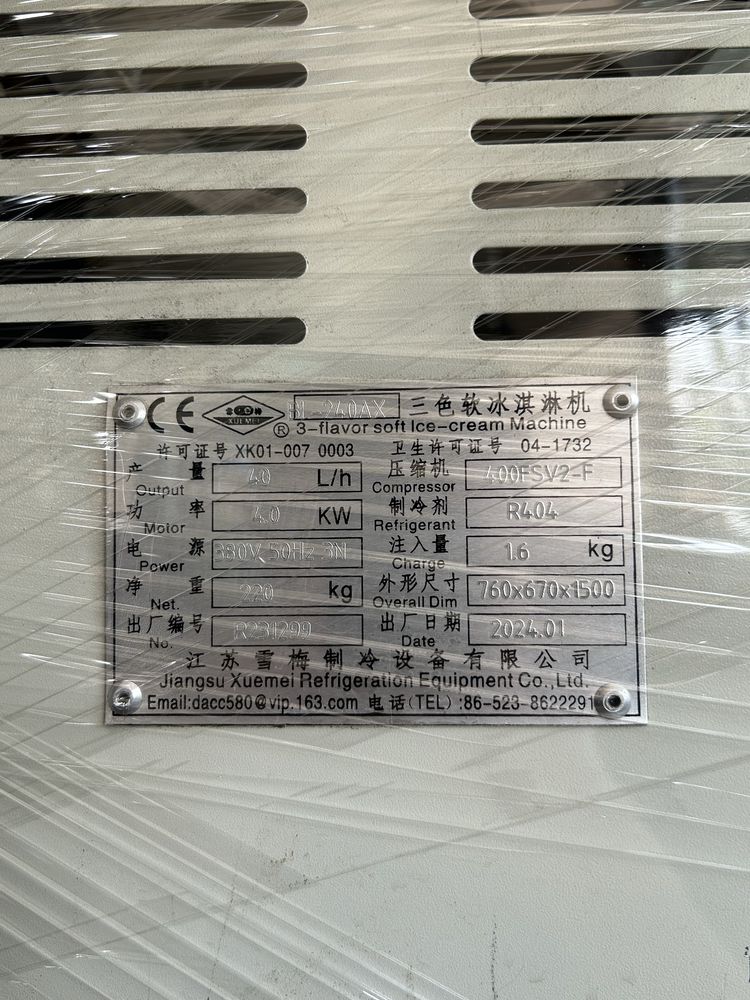 CE 雪梅 XUEMEI ® BL-240AX 三色软冰淇淋机
3-flavor soft Ice-cream Machine
许可证号 XK01-007 0003 卫生许可证号 04-1732
产量 Output 40 L/h 压缩机 Compressor 400FSV2-F
功率 Motor 4.0 KW 制冷剂 Refrigerant R404
电源 Power 380V,50Hz 3N 注入量 Charge 1.6 kg
净重 Net. 220 kg 外形尺寸 Overall Dim 760x670x1500
出厂编号 No. R231299 出厂日期 Date 2024.01
江苏雪梅制冷设备有限公司
Jiangsu Xuemei Refrigeration Equipment Co.,Ltd.
Email:dacc580@vip.163.com 电话(TEL):86-523-8622291